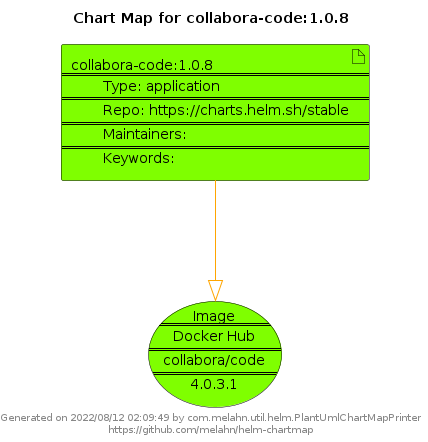 Chart Map for collabora-code:1.0.8
collabora-code:1.0.8
Type: application
Repo: https://charts.helm.sh/stable
Maintainers:
Keywords:
Image
Docker Hub
collabora/code
4.0.3.1
Generated on 2022/08/12 02:09:49 by com.melahn.util.helm.PlantUmlChartMapPrinter
https://github.com/melahn/helm-chartmap